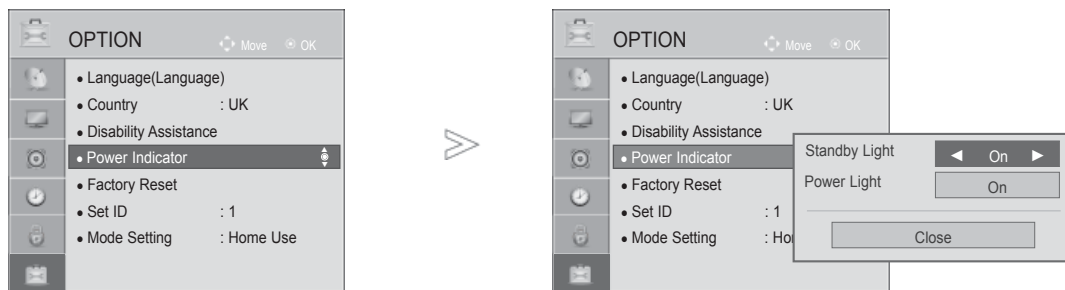 OPTION
Move OK
• Language(Language)
• Country : UK
• Disability Assistance
• Power Indicator
• Factory Reset
• Set ID : 1
• Mode Setting : Home Use
OPTION
Move OK
• Language(Language)
• Country : UK
• Disability Assistance
• Power Indicator
• Factory Reset
• Set ID : 1
• Mode Setting : Ho
Standby Light ◄ On ►
Power Light On
Close